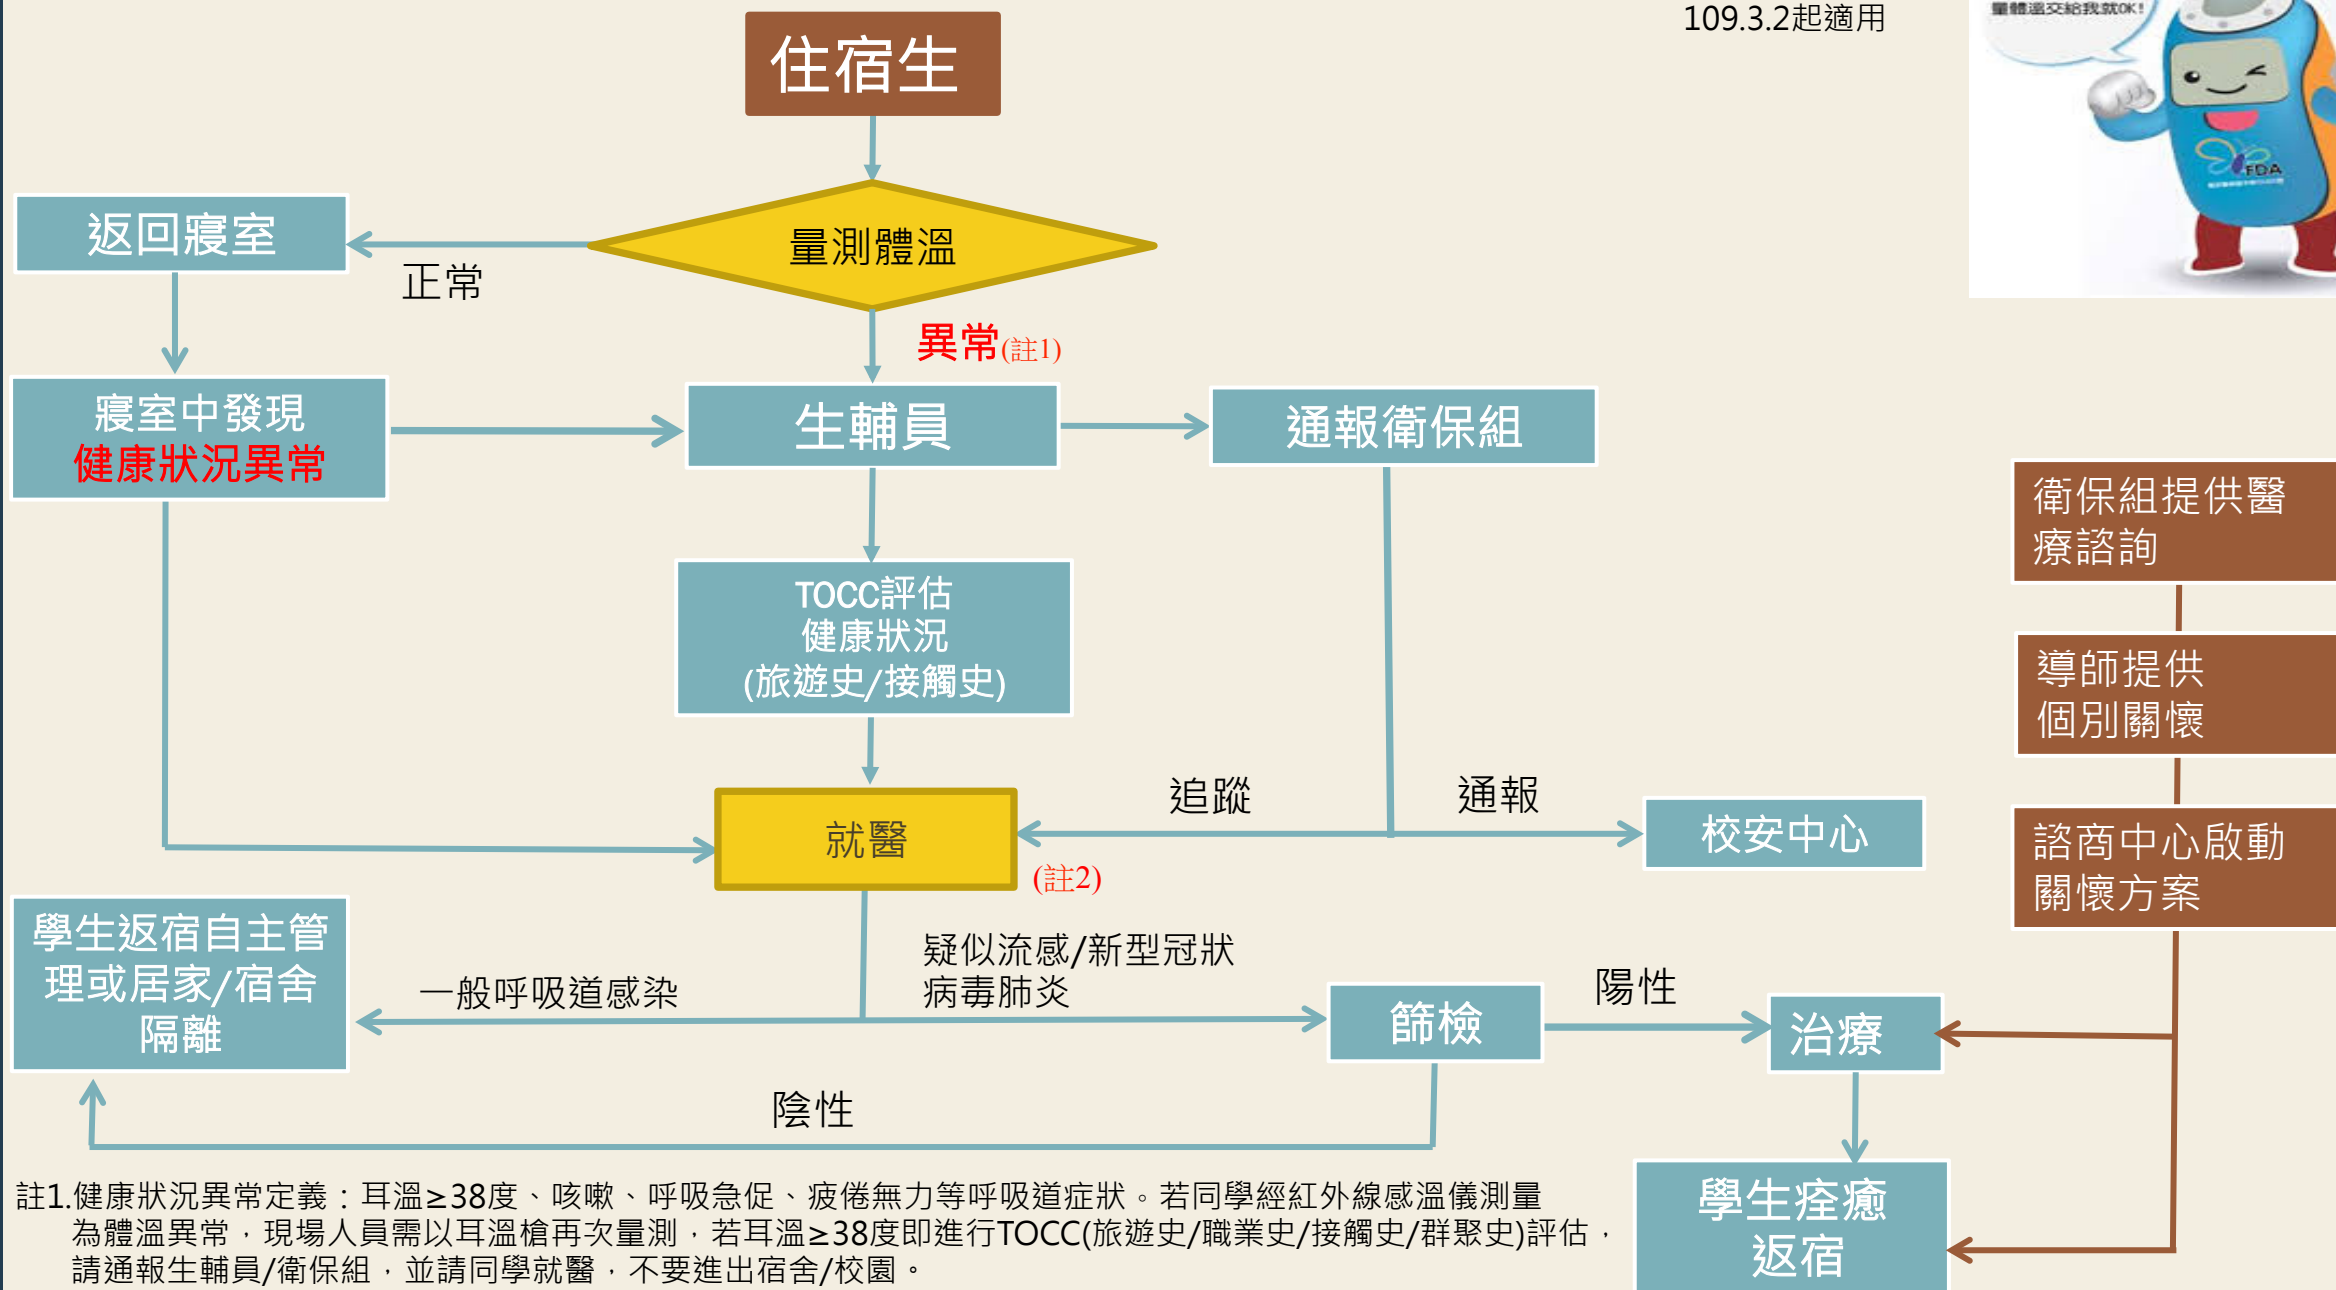 109.3.2起適用
量體溫交給我就OK!
FDA
住宿生
量測體溫
返回寢室
正常
異常(註1)
寢室中發現
健康狀況異常
生輔員
通報衛保組
TOCC評估
健康狀況
(旅遊史/接觸史)
追蹤
通報
就醫
(註2)
校安中心
衛保組提供醫
療諮詢
導師提供
個別關懷
諮商中心啟動
關懷方案
學生返宿自主管
理或居家/宿舍
隔離
一般呼吸道感染
疑似流感/新型冠狀
病毒肺炎
篩檢
陽性
治療
陰性
學生痊癒
返宿
註1.健康狀況異常定義：耳溫≥38度、咳嗽、呼吸急促、疲倦無力等呼吸道症狀。若同學經紅外線感溫儀測量
為體溫異常，現場人員需以耳溫槍再次量測，若耳溫≥38度即進行TOCC(旅遊史/職業史/接觸史/群聚史)評估，
請通報生輔員/衛保組，並請同學就醫，不要進出宿舍/校園。